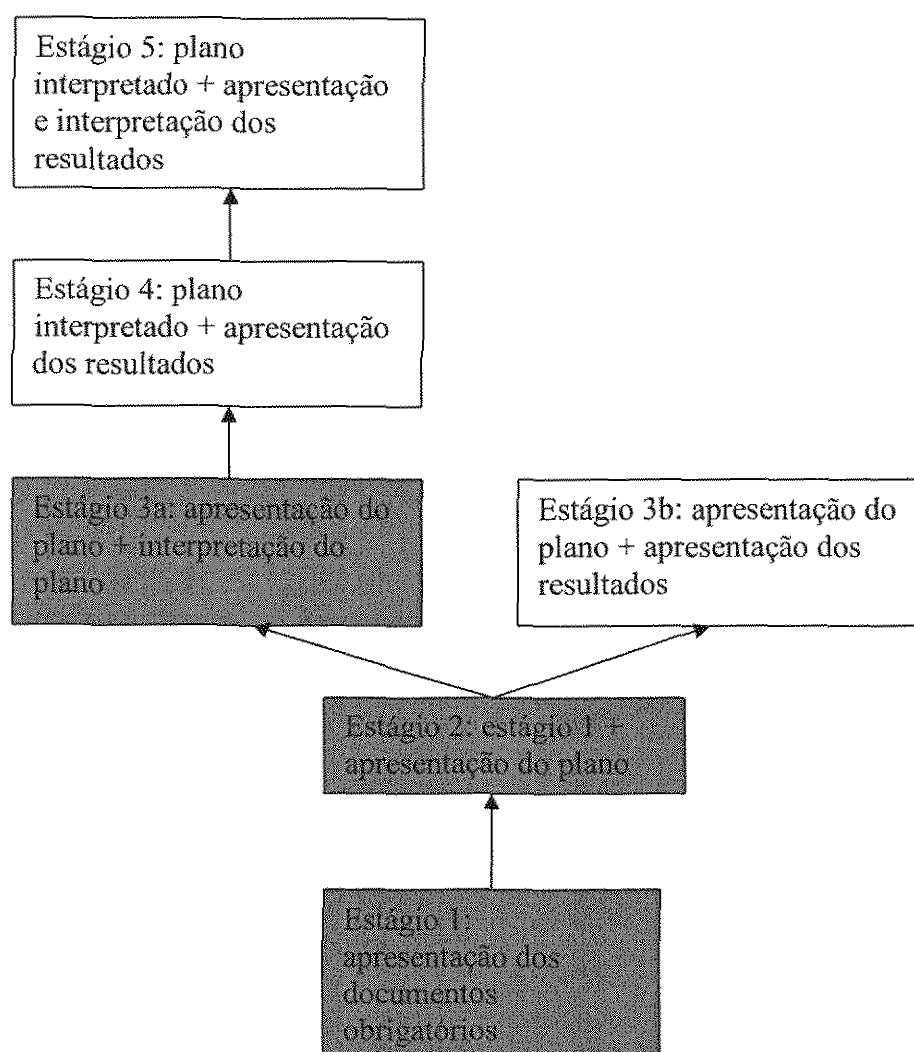 Estágio 5: plano
interpretado + apresentação
e interpretação dos
resultados
Estágio 4: plano
interpretado + apresentação
dos resultados
Estágio 3a: apresentação do
plano + interpretação do
plano
Estágio 3b: apresentação do
plano + apresentação dos
resultados
Estágio 2: estágio 1 +
apresentação do plano
Estágio 1:
apresentação dos
documentos
obrigatórios